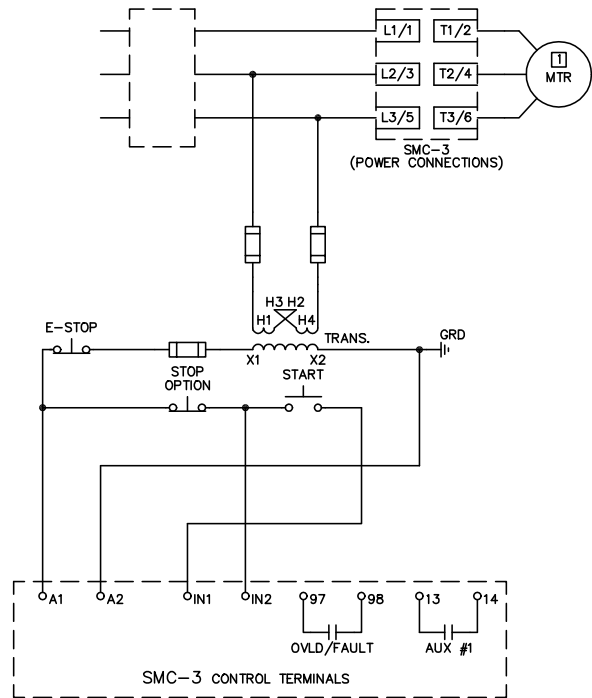 L1/1 T1/2
L2/3 T2/4
L3/5 T3/6
1
MTR
SMC-3
(POWER CONNECTIONS)
H3 H2
H1 H4
E-STOP
TRANS.
GRD
X1 X2
STOP
OPTION
START
A1 A2 IN1 IN2 97 98 13 14
OVLD/FAULT AUX #1
SMC-3 CONTROL TERMINALS